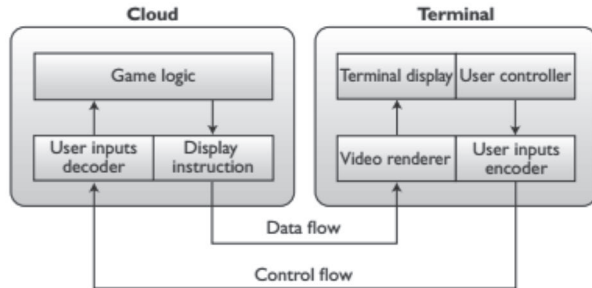 Cloud
Game logic
User inputs
decoder
Display
instruction
Terminal
Terminal display
User controller
Video renderer
User inputs
encoder
Data flow
Control flow